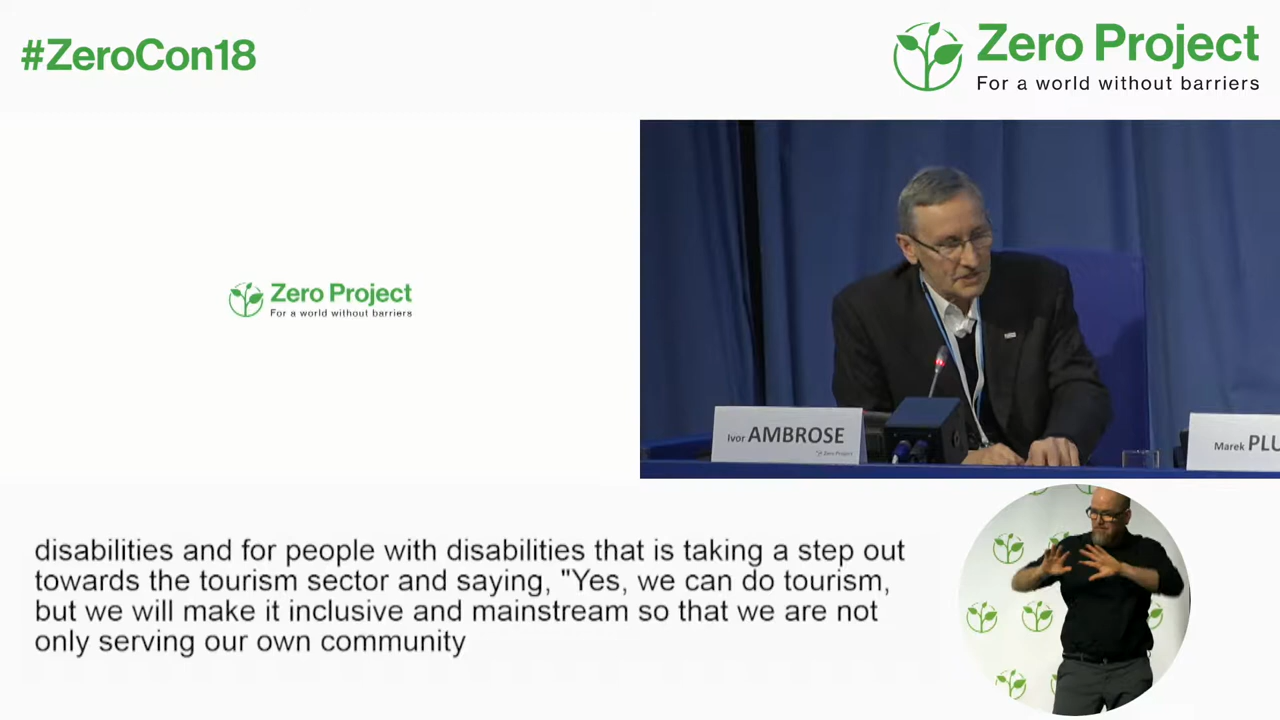 #ZeroCon18
Zero Project
For a world without barriers
Zero Project
For a world without barriers
Ivor AMBROSE
Zero Project
Marek PLU
disabilities and for people with disabilities that is taking a step out
towards the tourism sector and saying, "Yes, we can do tourism,
but we will make it inclusive and mainstream so that we are not
only serving our own community